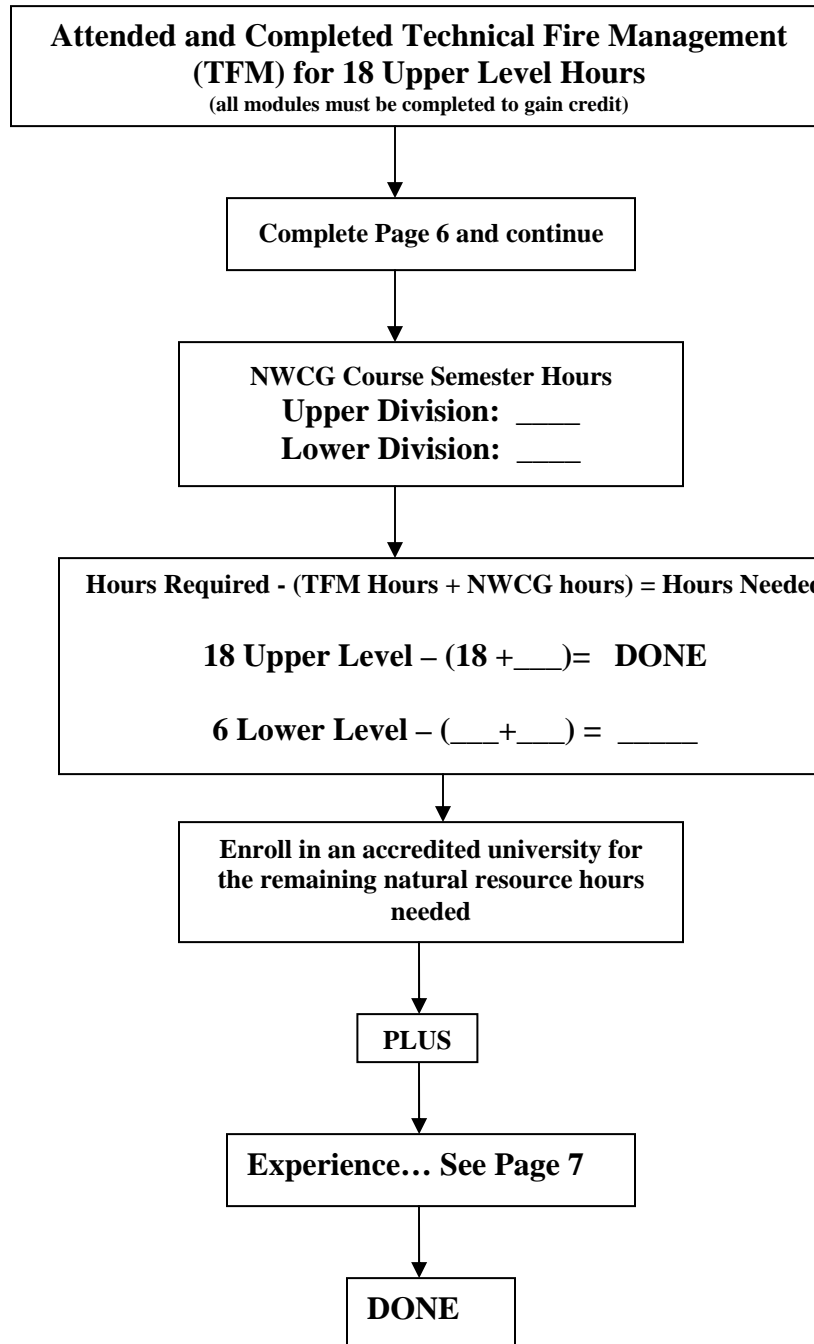 Attended and Completed Technical Fire Management
(TFM) for 18 Upper Level Hours
(all modules must be completed to gain credit)
Complete Page 6 and continue
NWCG Course Semester Hours
Upper Division: ____
Lower Division: ____
Hours Required - (TFM Hours + NWCG hours) = Hours Needed
18 Upper Level – (18 +___)= DONE
6 Lower Level – (___+___) = _____
Enroll in an accredited university for
the remaining natural resource hours
needed
PLUS
Experience… See Page 7
DONE